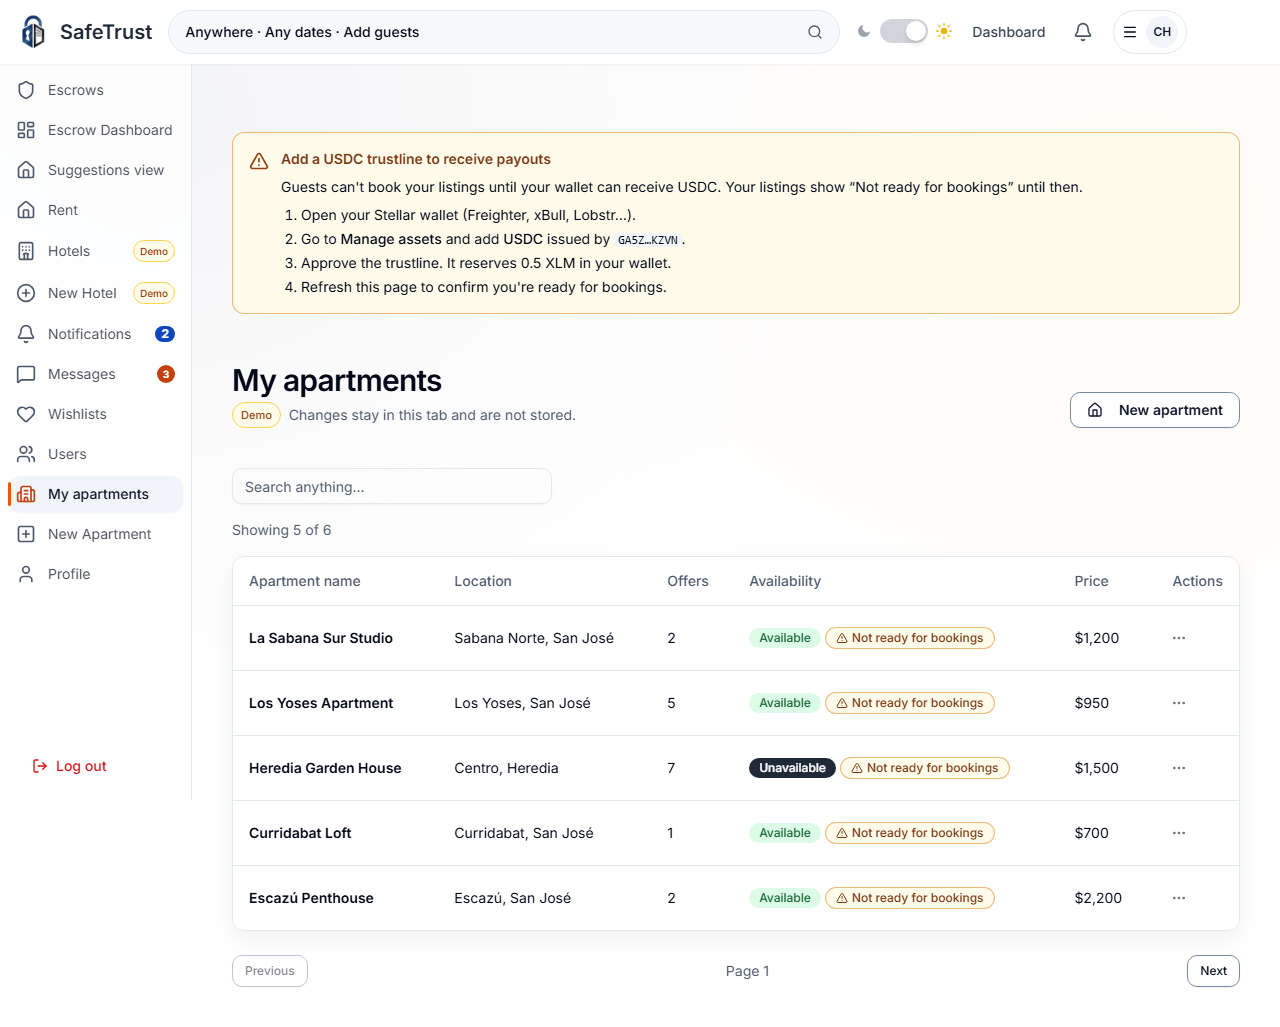 SafeTrust
Anywhere · Any dates · Add guests
Dashboard
CH
Escrows
Escrow Dashboard
Suggestions view
Rent
Hotels Demo
New Hotel Demo
Notifications 2
Messages 3
Wishlists
Users
My apartments
New Apartment
Profile
Log out
Add a USDC trustline to receive payouts
Guests can't book your listings until your wallet can receive USDC. Your listings show “Not ready for bookings” until then.
1. Open your Stellar wallet (Freighter, xBull, Lobstr...).
2. Go to Manage assets and add USDC issued by GA5Z…KZVN.
3. Approve the trustline. It reserves 0.5 XLM in your wallet.
4. Refresh this page to confirm you're ready for bookings.
My apartments
Demo Changes stay in this tab and are not stored.
New apartment
Search anything...
Showing 5 of 6
Apartment name Location Offers Availability Price Actions
La Sabana Sur Studio Sabana Norte, San José 2 Available Not ready for bookings $1,200 ···
Los Yoses Apartment Los Yoses, San José 5 Available Not ready for bookings $950 ···
Heredia Garden House Centro, Heredia 7 Unavailable Not ready for bookings $1,500 ···
Curridabat Loft Curridabat, San José 1 Available Not ready for bookings $700 ···
Escazú Penthouse Escazú, San José 2 Available Not ready for bookings $2,200 ···
Previous Page 1 Next